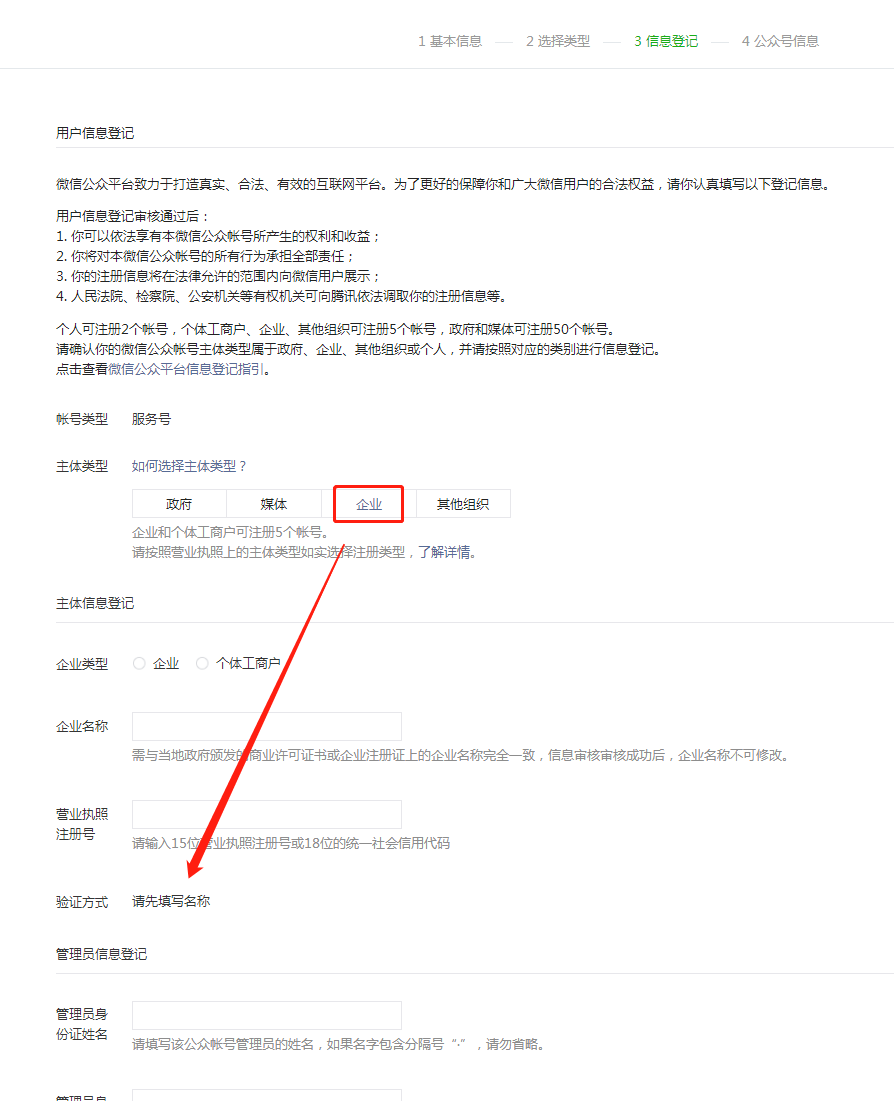 1 基本信息 2 选择类型 3 信息登记 4 公众号信息
用户信息登记
微信公众平台致力于打造真实、合法、有效的互联网平台。为了更好的保障你和广大微信用户的合法权益，请你认真填写以下登记信息。
用户信息登记审核通过后：
1. 你可以依法享有本微信公众帐号所产生的权利和收益；
2. 你将对本微信公众帐号的所有行为承担全部责任；
3. 你的注册信息将在法律允许的范围内向微信用户展示；
4. 人民法院、检察院、公安机关等有权机关可向腾讯依法调取你的注册信息等。
个人可注册2个帐号，个体工商户、企业、其他组织可注册5个帐号，政府和媒体可注册50个帐号。
请确认你的微信公众帐号主体类型属于政府、企业、其他组织或个人，并请按照对应的类别进行信息登记。
点击查看微信公众平台信息登记指引。
帐号类型 服务号
主体类型 如何选择主体类型？
政府 媒体 企业 其他组织
企业和个体工商户可注册5个帐号。
请按照营业执照上的主体类型如实选择注册类型，了解详情。
主体信息登记
企业类型 企业 个体工商户
企业名称
需与当地政府颁发的商业许可证书或企业注册证上的企业名称完全一致，信息审核审核成功后，企业名称不可修改。
营业执照
注册号
请输入15位营业执照注册号或18位的统一社会信用代码
验证方式 请先填写名称
管理员信息登记
管理员身
份证姓名
请填写该公众帐号管理员的姓名，如果名字包含分隔号“·”，请勿省略。
管理员身